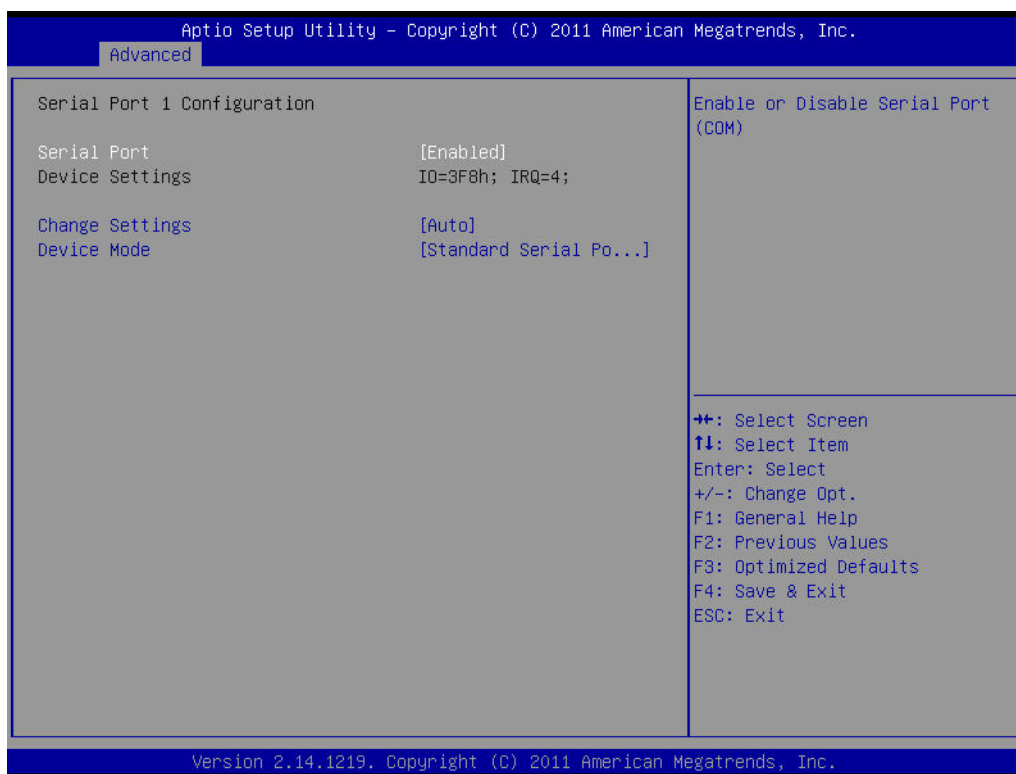 Aptio Setup Utility – Copyright (C) 2011 American Megatrends, Inc.
Advanced
Serial Port 1 Configuration
Serial Port [Enabled]
Device Settings IO=3F8h; IRQ=4;
Change Settings [Auto]
Device Mode [Standard Serial Po...]
Enable or Disable Serial Port
(COM)
→←: Select Screen
↑↓: Select Item
Enter: Select
+/-: Change Opt.
F1: General Help
F2: Previous Values
F3: Optimized Defaults
F4: Save & Exit
ESC: Exit
Version 2.14.1219. Copyright (C) 2011 American Megatrends, Inc.